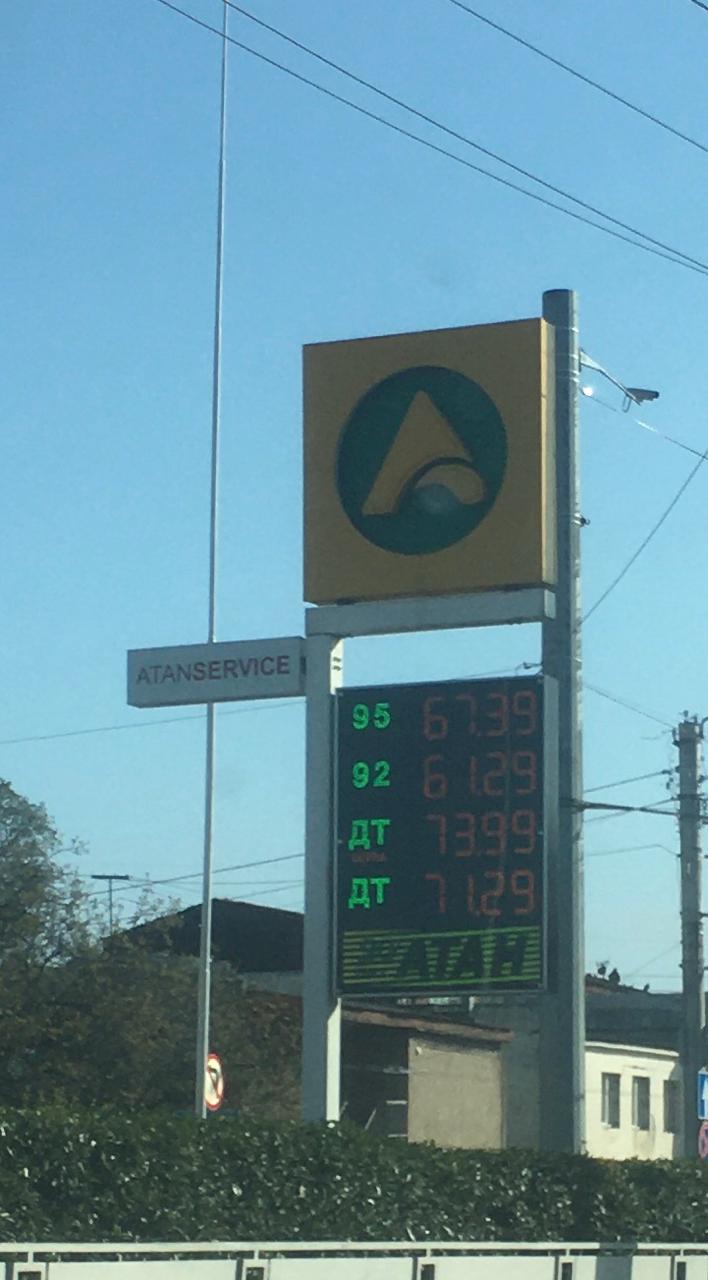 ATANSERVICE
95 67.39
92 61.29
ДТ 73.99
ДТ 71.29
АТАН